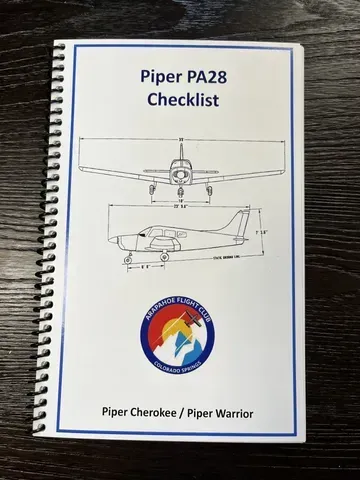 Piper PA28
Checklist
ARAPAHOE FLIGHT CLUB
COLORADO SPRINGS
Piper Cherokee / Piper Warrior